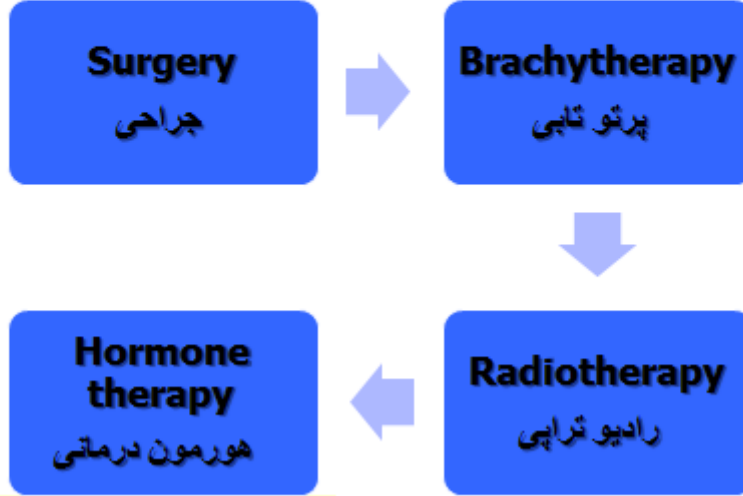 Surgery
جراحی
Brachytherapy
پرتو تابی
Radiotherapy
رادیو تراپی
Hormone
therapy
هورمون درمانی